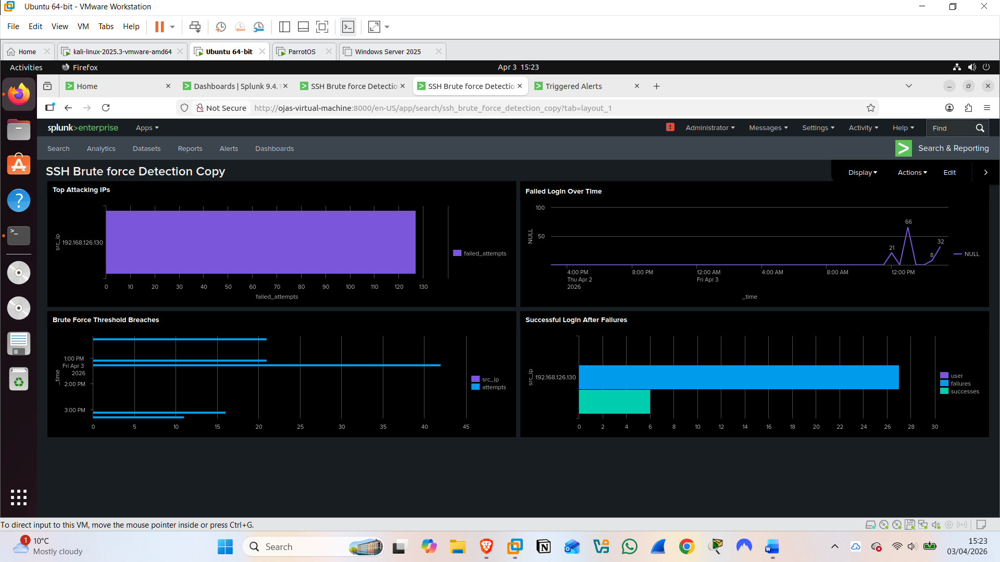 Ubuntu 64-bit - VMware Workstation
File Edit View VM Tabs Help
Home
kali-linux-2025.3-vmware-amd64
Ubuntu 64-bit
ParrotOS
Windows Server 2025
Activities Firefox Apr 3 15:23
Home
Dashboards | Splunk 9.4.1
SSH Brute force Detectio
SSH Brute force Detectio
Triggered Alerts
Not Secure http://ojas-virtual-machine:8000/en-US/app/search/ssh_brute_force_detection_copy?tab=layout_1
splunk>enterprise Apps
! Administrator Messages Settings Activity Help Find
Search Analytics Datasets Reports Alerts Dashboards
> Search & Reporting
SSH Brute force Detection Copy
Display Actions Edit
Top Attacking IPs
src_ip
192.168.126.130
0 10 20 30 40 50 60 70 80 90 100 110 120 130
failed_attempts
failed_attempts
Failed Login Over Time
100
50
NULL
21
66
8
32
4:00 PM
Thu Apr 2
2026
8:00 PM
12:00 AM
Fri Apr 3
4:00 AM
8:00 AM
12:00 PM
_time
NULL
Brute Force Threshold Breaches
_time
1:00 PM
Fri Apr 3
2026
2:00 PM
3:00 PM
0 5 10 15 20 25 30 35 40 45
src_ip
attempts
Successful Login After Failures
src_ip
192.168.126.130
0 2 4 6 8 10 12 14 16 18 20 22 24 26 28 30
user
failures
successes
To direct input to this VM, move the mouse pointer inside or press Ctrl+G.
1
10°C
Mostly cloudy
Search
15:23
03/04/2026